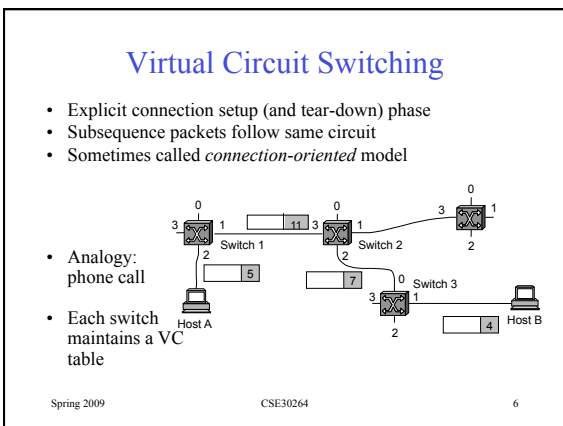 Virtual Circuit Switching
• Explicit connection setup (and tear-down) phase
• Subsequence packets follow same circuit
• Sometimes called connection-oriented model
0
3
1
2
Switch 1
11
0
3
1
2
Switch 2
0
3
1
2
• Analogy:
phone call
5
7
0
Switch 3
3
1
2
Host A
4
Host B
• Each switch
maintains a VC
table
Spring 2009
CSE30264
6